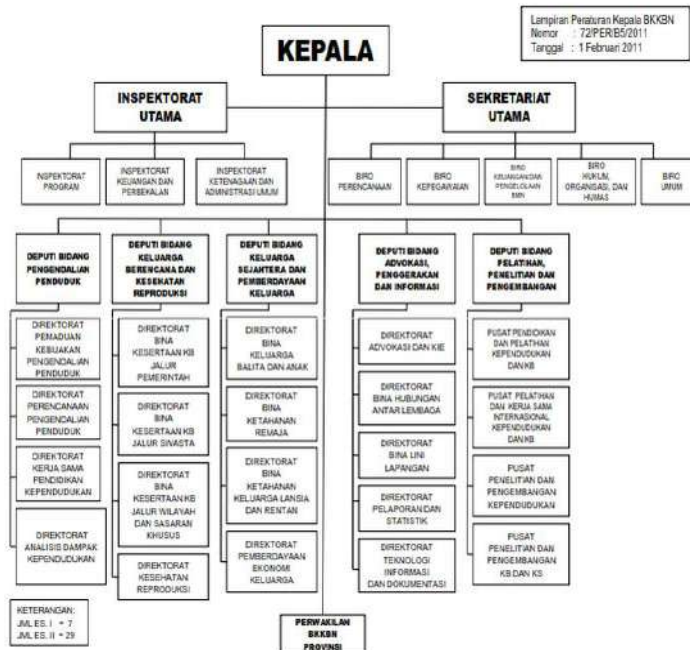 Lampiran Peraturan Kepala BKKBN
Nomor : 72/PER/B5/2011
Tanggal : 1 Februari 2011
KEPALA
INSPEKTORAT
UTAMA
SEKRETARIAT
UTAMA
INSPEKTORAT
PROGRAM
INSPEKTORAT
KEUANGAN DAN
PERBEKALAN
INSPEKTORAT
KETENAGAAN DAN
ADMINISTRASI UMUM
BIRO
PERENCANAAN
BIRO
KEPEGAWAIAN
BIRO
KEUANGAN DAN
PENGELOLAAN
BMN
BIRO
HUKUM,
ORGANISASI, DAN
HUMAS
BIRO
UMUM
DEPUTI BIDANG
PENGENDALIAN
PENDUDUK
DEPUTI BIDANG
KELUARGA
BERENCANA DAN
KESEHATAN
REPRODUKSI
DEPUTI BIDANG
KELUARGA
SEJAHTERA DAN
PEMBERDAYAAN
KELUARGA
DEPUTI BIDANG
ADVOKASI,
PENGGERAKAN
DAN INFORMASI
DEPUTI BIDANG
PELATIHAN,
PENELITIAN DAN
PENGEMBANGAN
DIREKTORAT
PEMADUAN
KEBIJAKAN
PENGENDALIAN
PENDUDUK
DIREKTORAT
PERENCANAAN
PENGENDALIAN
PENDUDUK
DIREKTORAT
KERJA SAMA
PENDIDIKAN
KEPENDUDUKAN
DIREKTORAT
ANALISIS DAMPAK
KEPENDUDUKAN
DIREKTORAT
BINA
KESERTAAN KB
JALUR
PEMERINTAH
DIREKTORAT
BINA
KESERTAAN KB
JALUR SWASTA
DIREKTORAT
BINA
KESERTAAN KB
JALUR WILAYAH
DAN SASARAN
KHUSUS
DIREKTORAT
KESEHATAN
REPRODUKSI
DIREKTORAT
BINA
KELUARGA
BALITA DAN ANAK
DIREKTORAT
BINA
KETAHANAN
REMAJA
DIREKTORAT
BINA
KETAHANAN
KELUARGA LANSIA
DAN RENTAN
DIREKTORAT
PEMBERDAYAAN
EKONOMI
KELUARGA
DIREKTORAT
ADVOKASI DAN KIE
DIREKTORAT
BINA HUBUNGAN
ANTAR LEMBAGA
DIREKTORAT
BINA LINI
LAPANGAN
DIREKTORAT
PELAPORAN DAN
STATISTIK
DIREKTORAT
TEKNOLOGI
INFORMASI
DAN DOKUMENTASI
PUSAT PENDIDIKAN
DAN PELATIHAN
KEPENDUDUKAN
DAN KB
PUSAT PELATIHAN
DAN KERJA SAMA
INTERNASIONAL
KEPENDUDUKAN
DAN KB
PUSAT
PENELITIAN DAN
PENGEMBANGAN
KEPENDUDUKAN
PUSAT
PENELITIAN DAN
PENGEMBANGAN
KB DAN KS
KETERANGAN:
JML ES. I = 7
JML ES. II = 29
PERWAKILAN
BKKBN
PROVINSI